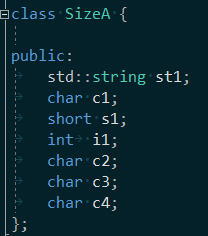 class SizeA {
public:
std::string st1;
char c1;
short s1;
int i1;
char c2;
char c3;
char c4;
};